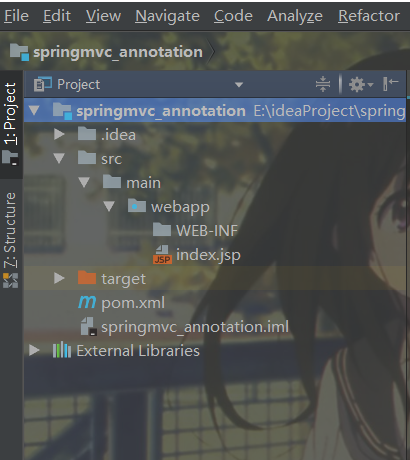 File Edit View Navigate Code Analyze Refactor
springmvc_annotation
1: Project
Project
springmvc_annotation E:\ideaProject\spring
.idea
src
main
webapp
WEB-INF
JSP index.jsp
target
m pom.xml
springmvc_annotation.iml
External Libraries
7: Structure